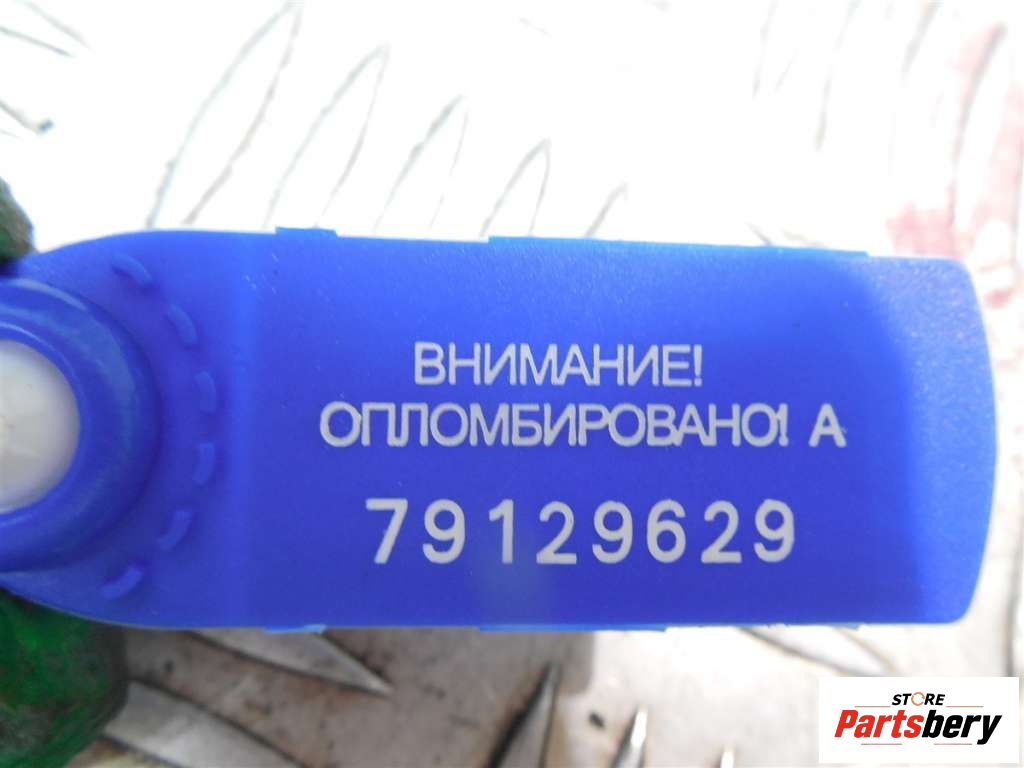 ВНИМАНИЕ!
ОПЛОМБИРОВАНО! А
79129629
STORE
Partsbery